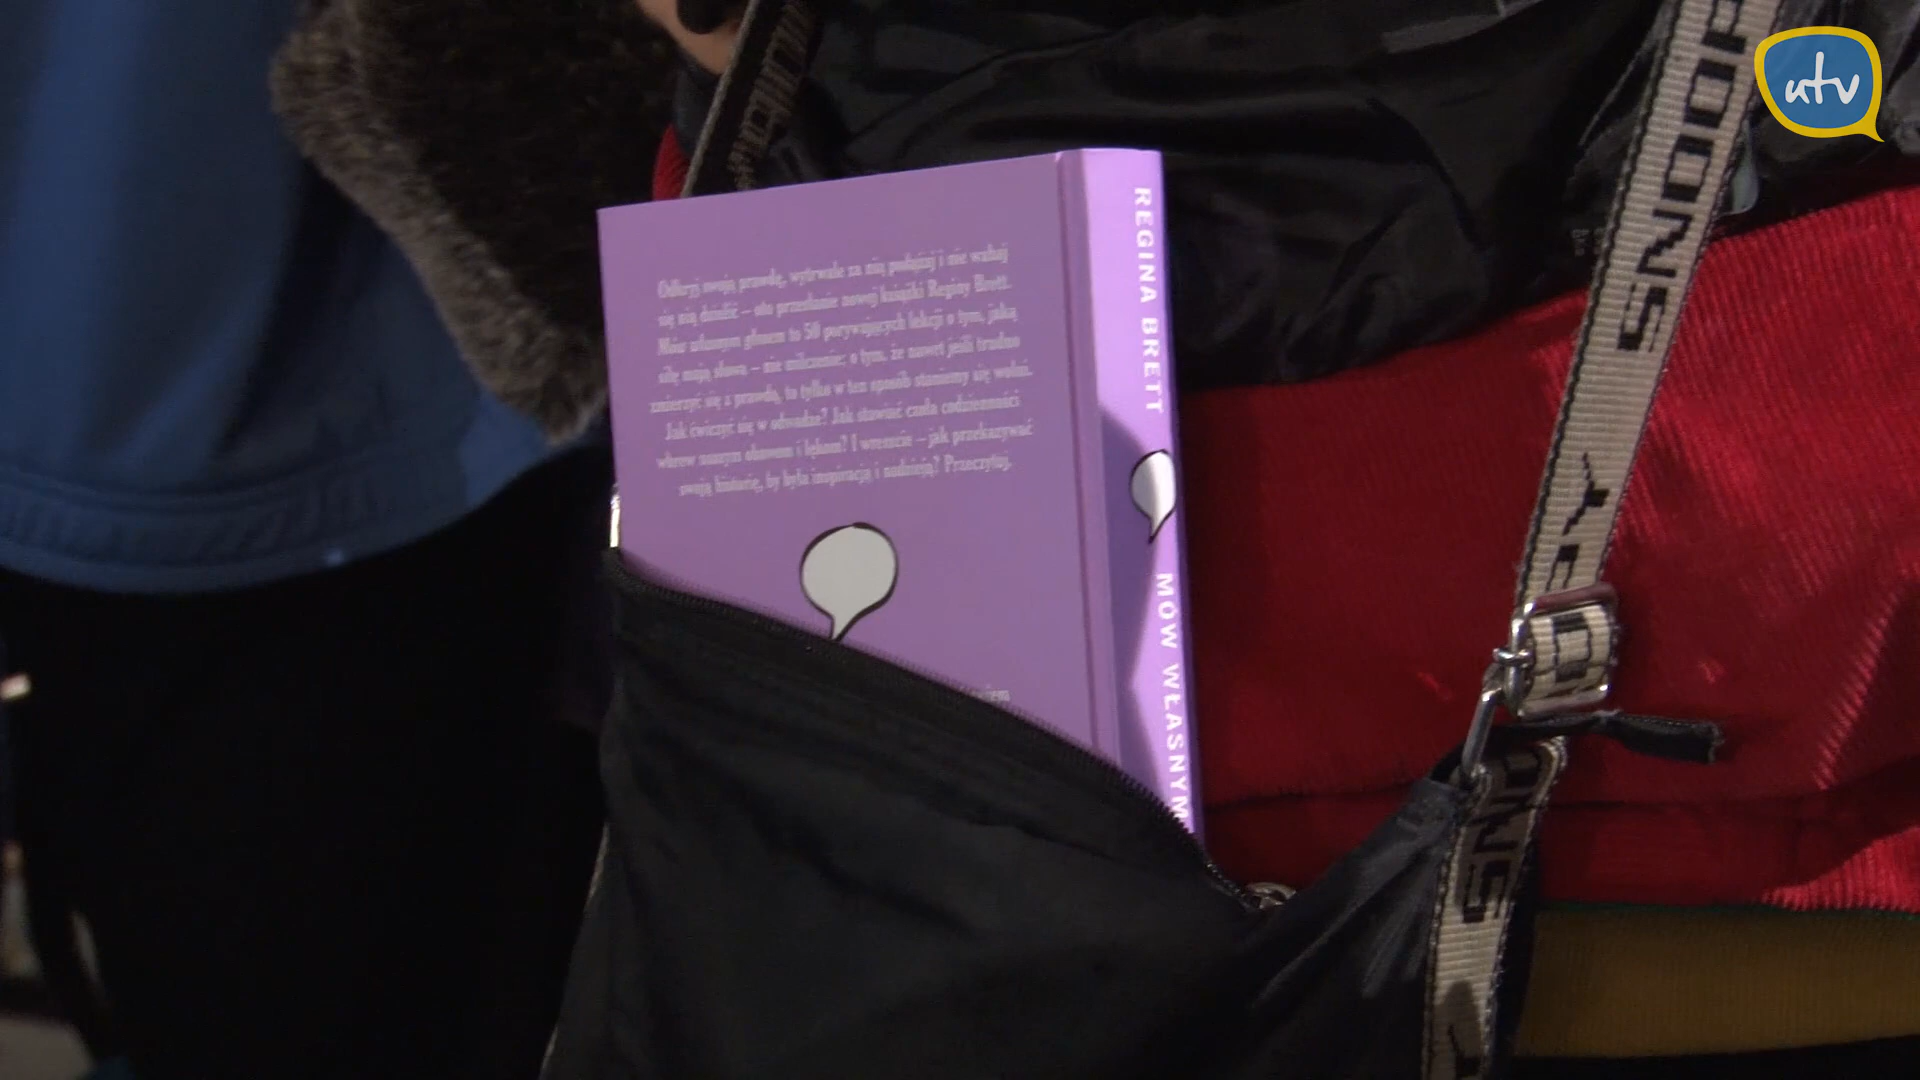 utv
Odkryj swoją prawdę, wytrwale za nią podążaj i nie wahaj
się nią dzielić – oto przesłanie nowej książki Reginy Brett.
Mów własnym głosem to 50 porywających lekcji o tym, jaką
siłę mają słowa – nie milczenie; o tym, że nawet jeśli trudno
zmierzyć się z prawdą, to tylko w ten sposób staniemy się wolni.
Jak ćwiczyć się w odwadze? Jak stawiać czoła codzienności
wbrew naszym obawom i lękom? I wreszcie – jak przekazywać
swoją historię, by była inspiracją i nadzieją? Przeczytaj.
REGINA BRETT
MÓW WŁASNYM
SNOOPY
SNOOPY